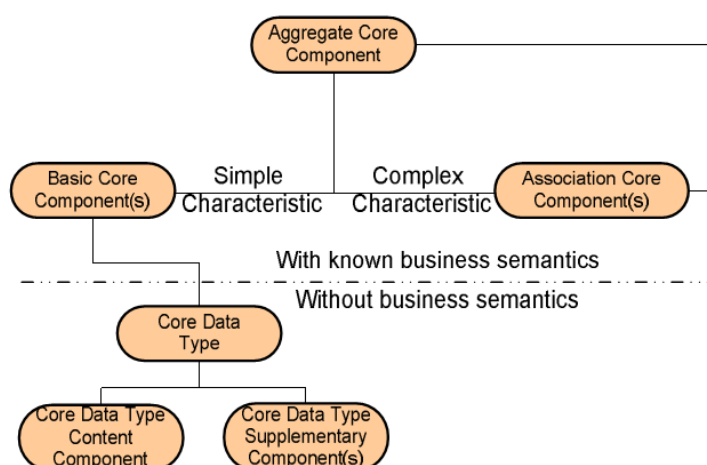 Aggregate Core
Component
Basic Core
Component(s)
Simple
Characteristic
Complex
Characteristic
Association Core
Component(s)
With known business semantics
Without business semantics
Core Data
Type
Core Data Type
Content
Component
Core Data Type
Supplementary
Component(s)